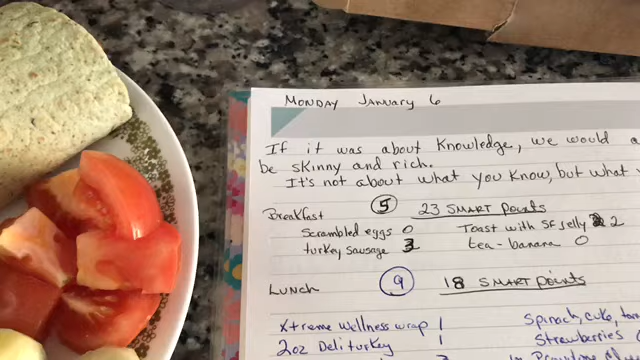 Monday January 6
If it was about knowledge, we would a
be skinny and rich.
It's not about what you know, but what
Breakfast 5 23 SMART POINTS
Scrambled eggs 0 Toast with SF Jelly 2
turkey sausage 3 tea - banana 0
Lunch 9 18 SMART POINTS
Xtreme Wellness wrap 1 Spinach, cuke, tom
2oz Deli turkey 1 Strawberries